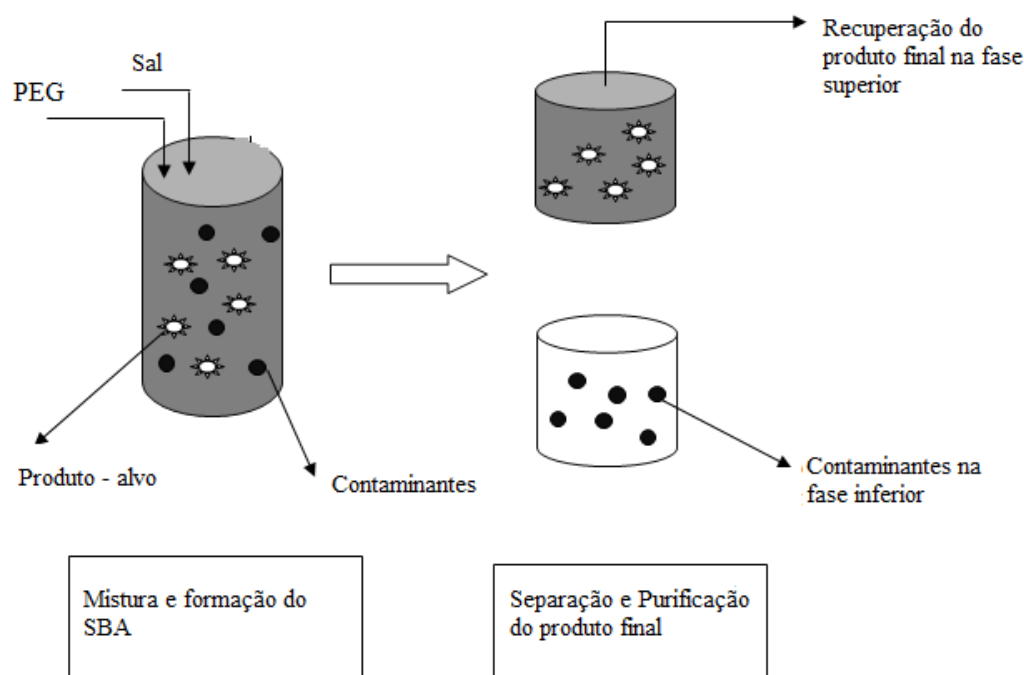 PEG
Sal
Produto - alvo
Contaminantes
Recuperação do
produto final na fase
superior
Contaminantes na
fase inferior
Mistura e formação do
SBA
Separação e Purificação
do produto final